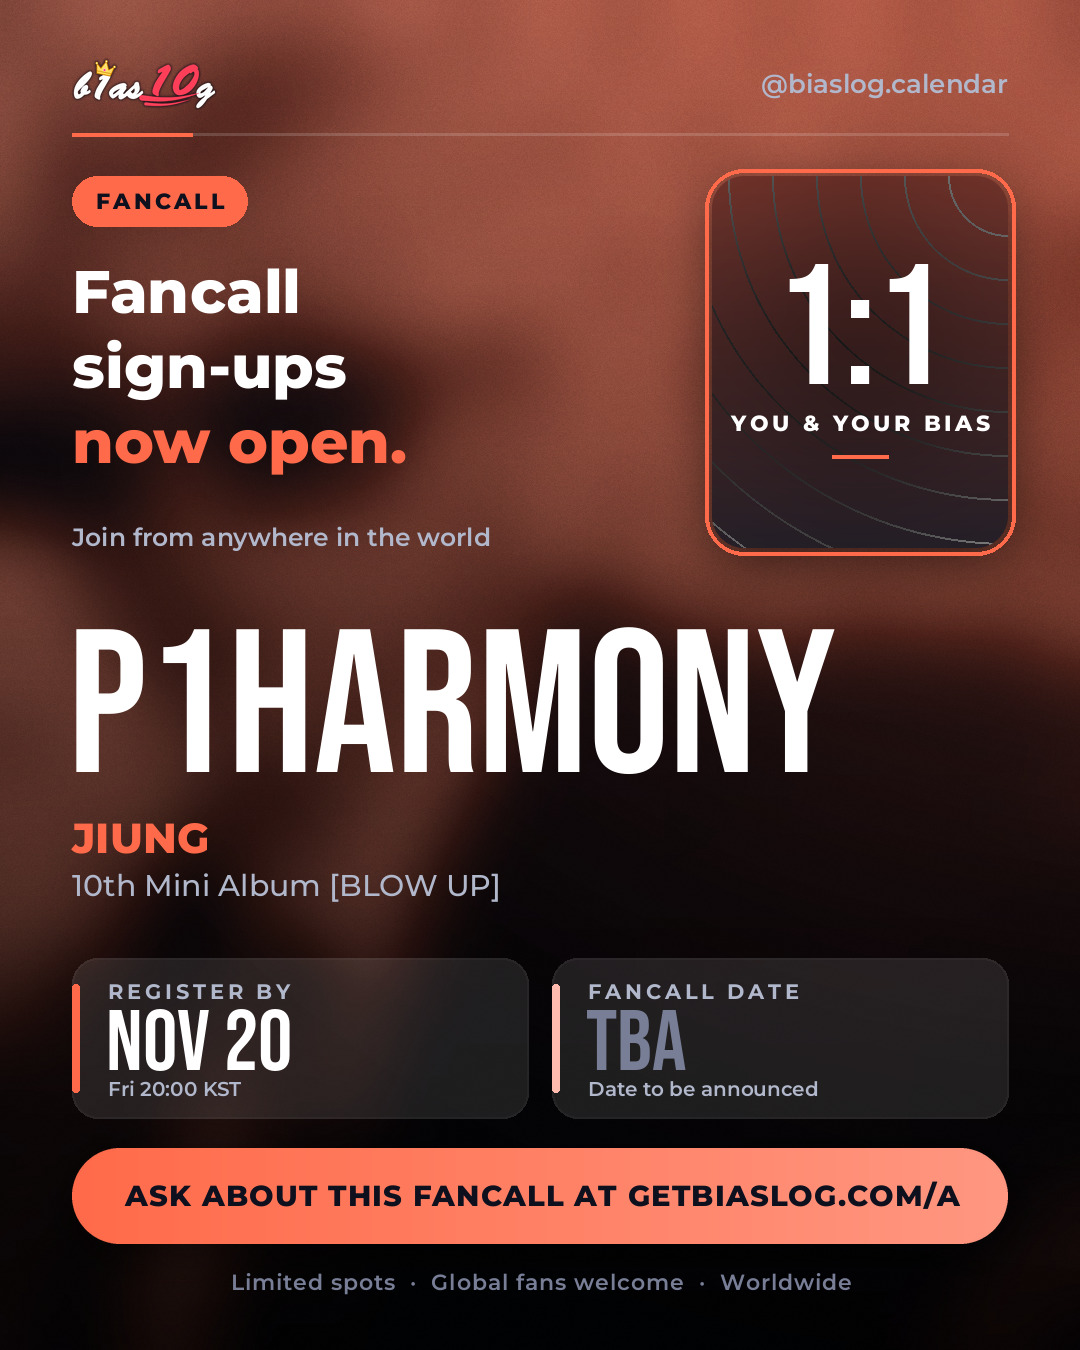 b1as10g
@biaslog.calendar
FANCALL
Fancall
sign-ups
now open.
Join from anywhere in the world
1:1
YOU & YOUR BIAS
P1HARMONY
JIUNG
10th Mini Album [BLOW UP]
REGISTER BY
NOV 20
Fri 20:00 KST
FANCALL DATE
TBA
Date to be announced
ASK ABOUT THIS FANCALL AT GETBIASLOG.COM/A
Limited spots · Global fans welcome · Worldwide